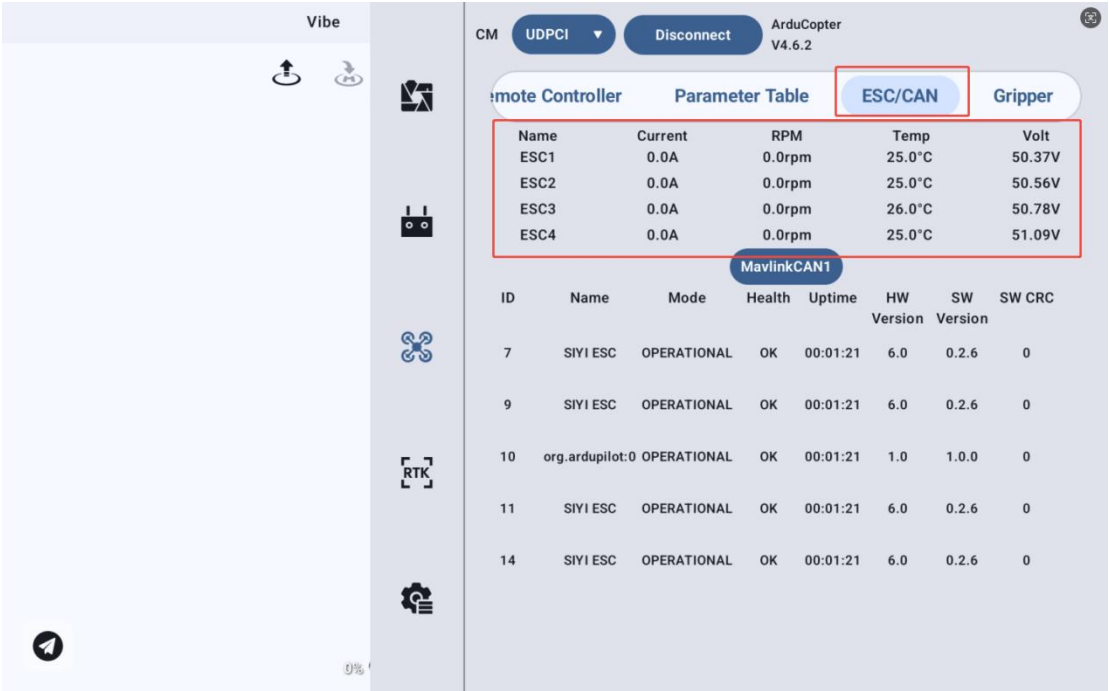 Vibe
CM UDPCI Disconnect ArduCopter V4.6.2
mote Controller Parameter Table ESC/CAN Gripper
Name Current RPM Temp Volt
ESC1 0.0A 0.0rpm 25.0°C 50.37V
ESC2 0.0A 0.0rpm 25.0°C 50.56V
ESC3 0.0A 0.0rpm 26.0°C 50.78V
ESC4 0.0A 0.0rpm 25.0°C 51.09V
MavlinkCAN1
ID Name Mode Health Uptime HW Version SW Version SW CRC
7 SIYI ESC OPERATIONAL OK 00:01:21 6.0 0.2.6 0
9 SIYI ESC OPERATIONAL OK 00:01:21 6.0 0.2.6 0
10 org.ardupilot:0 OPERATIONAL OK 00:01:21 1.0 1.0.0 0
11 SIYI ESC OPERATIONAL OK 00:01:21 6.0 0.2.6 0
14 SIYI ESC OPERATIONAL OK 00:01:21 6.0 0.2.6 0
RTK
0%